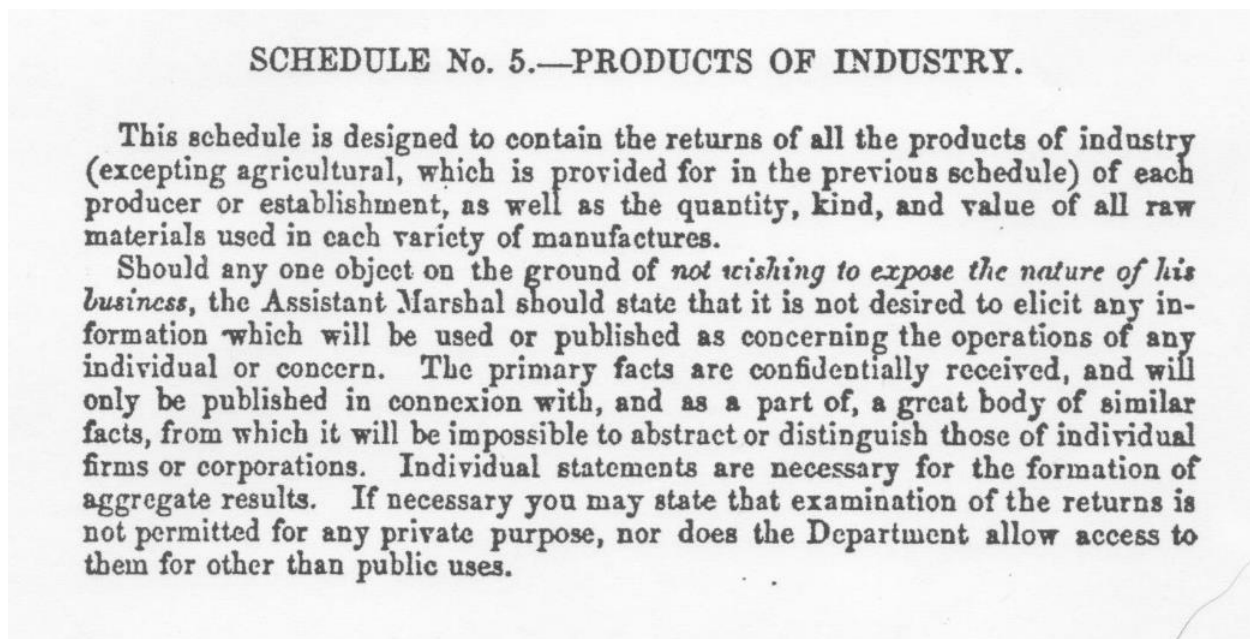 SCHEDULE No. 5.—PRODUCTS OF INDUSTRY.
This schedule is designed to contain the returns of all the products of industry
(excepting agricultural, which is provided for in the previous schedule) of each
producer or establishment, as well as the quantity, kind, and value of all raw
materials used in each variety of manufactures.
Should any one object on the ground of not wishing to expose the nature of his
business, the Assistant Marshal should state that it is not desired to elicit any in-
formation which will be used or published as concerning the operations of any
individual or concern. The primary facts are confidentially received, and will
only be published in connexion with, and as a part of, a great body of similar
facts, from which it will be impossible to abstract or distinguish those of individual
firms or corporations. Individual statements are necessary for the formation of
aggregate results. If necessary you may state that examination of the returns is
not permitted for any private purpose, nor does the Department allow access to
them for other than public uses.